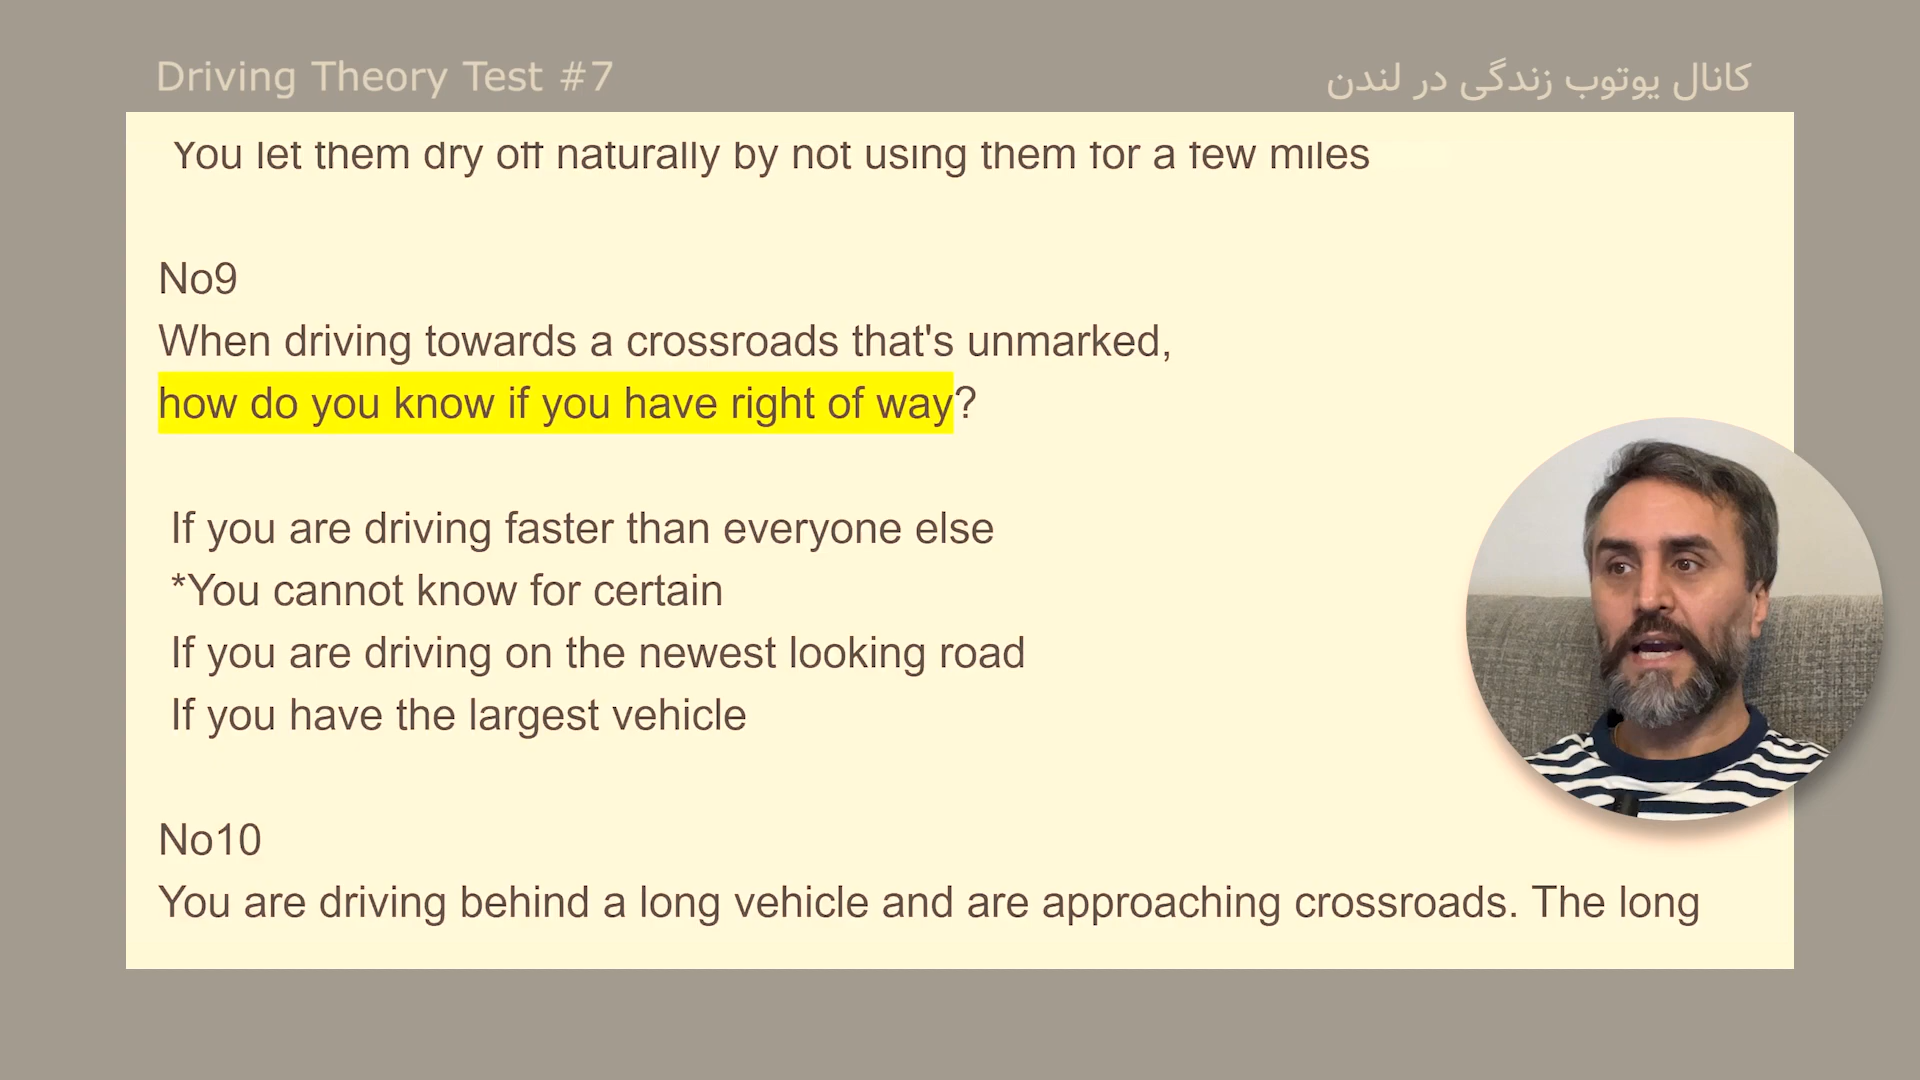 Driving Theory Test #7
کانال یوتوب زندگی در لندن
You let them dry off naturally by not using them for a few miles
No9
When driving towards a crossroads that's unmarked,
how do you know if you have right of way?
If you are driving faster than everyone else
*You cannot know for certain
If you are driving on the newest looking road
If you have the largest vehicle
No10
You are driving behind a long vehicle and are approaching crossroads. The long